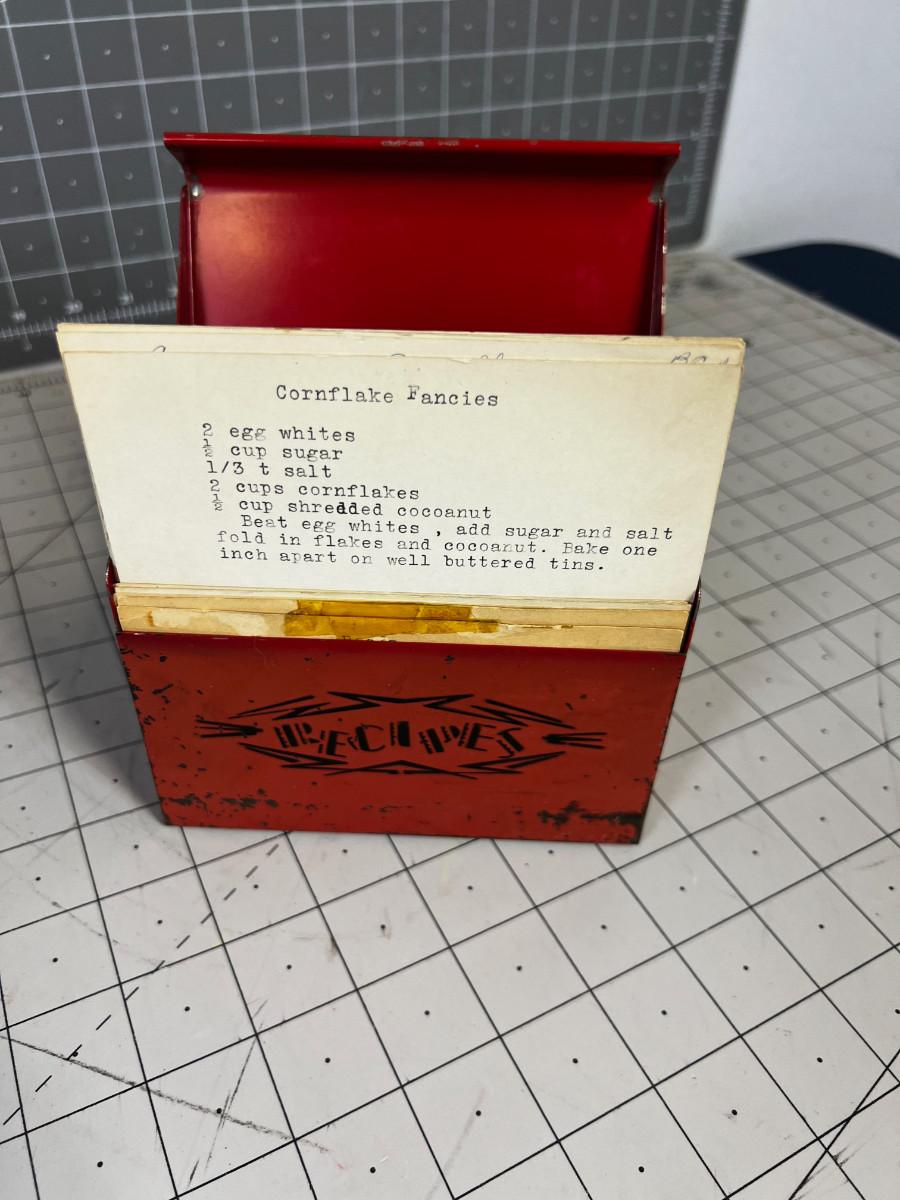 Cornflake Fancies
2 egg whites
½ cup sugar
1/3 t salt
2 cups cornflakes
½ cup shredded cocoanut
Beat egg whites , add sugar and salt
fold in flakes and cocoanut. Bake one
inch apart on well buttered tins.
RECIPES